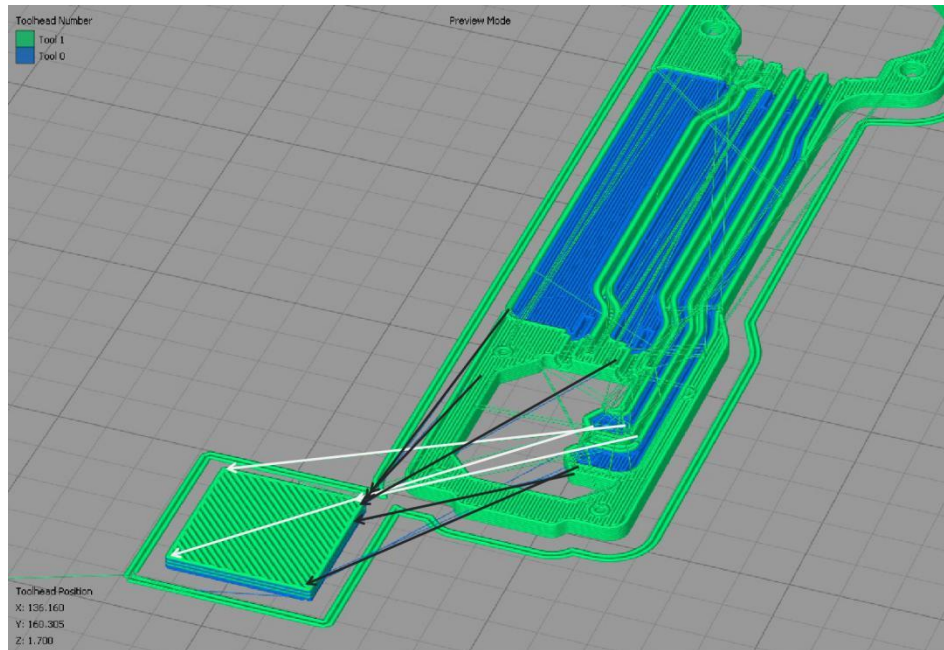 Toolhead Number
Preview Mode
Tool 1
Tool 0
Toolhead Position
X: 136.160
Y: 160.305
Z: 1.700